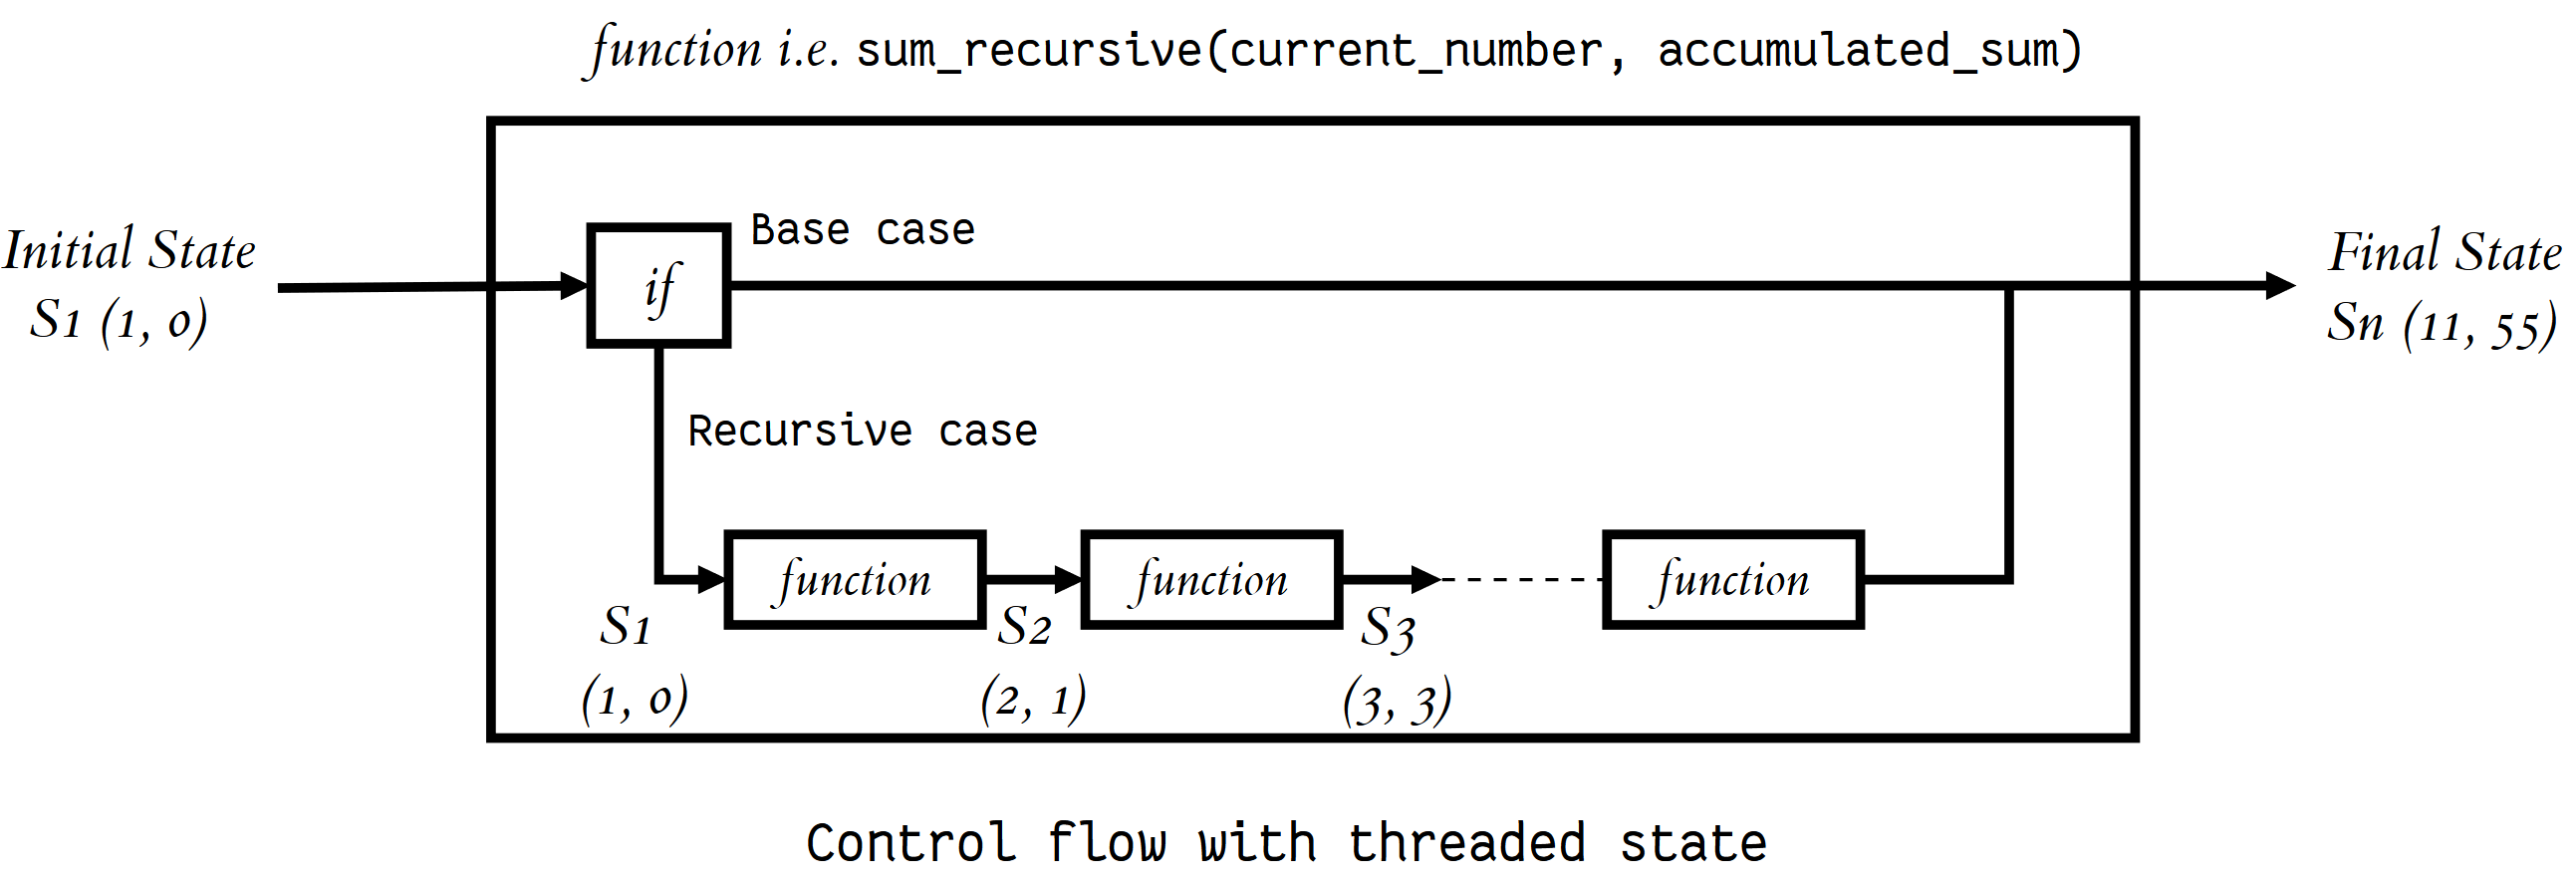 function i.e. sum_recursive(current_number, accumulated_sum)
Base case
Initial State
S1 (1, 0)
if
Final State
Sn (11, 55)
Recursive case
function
function
function
S1
(1, 0)
S2
(2, 1)
S3
(3, 3)
Control flow with threaded state